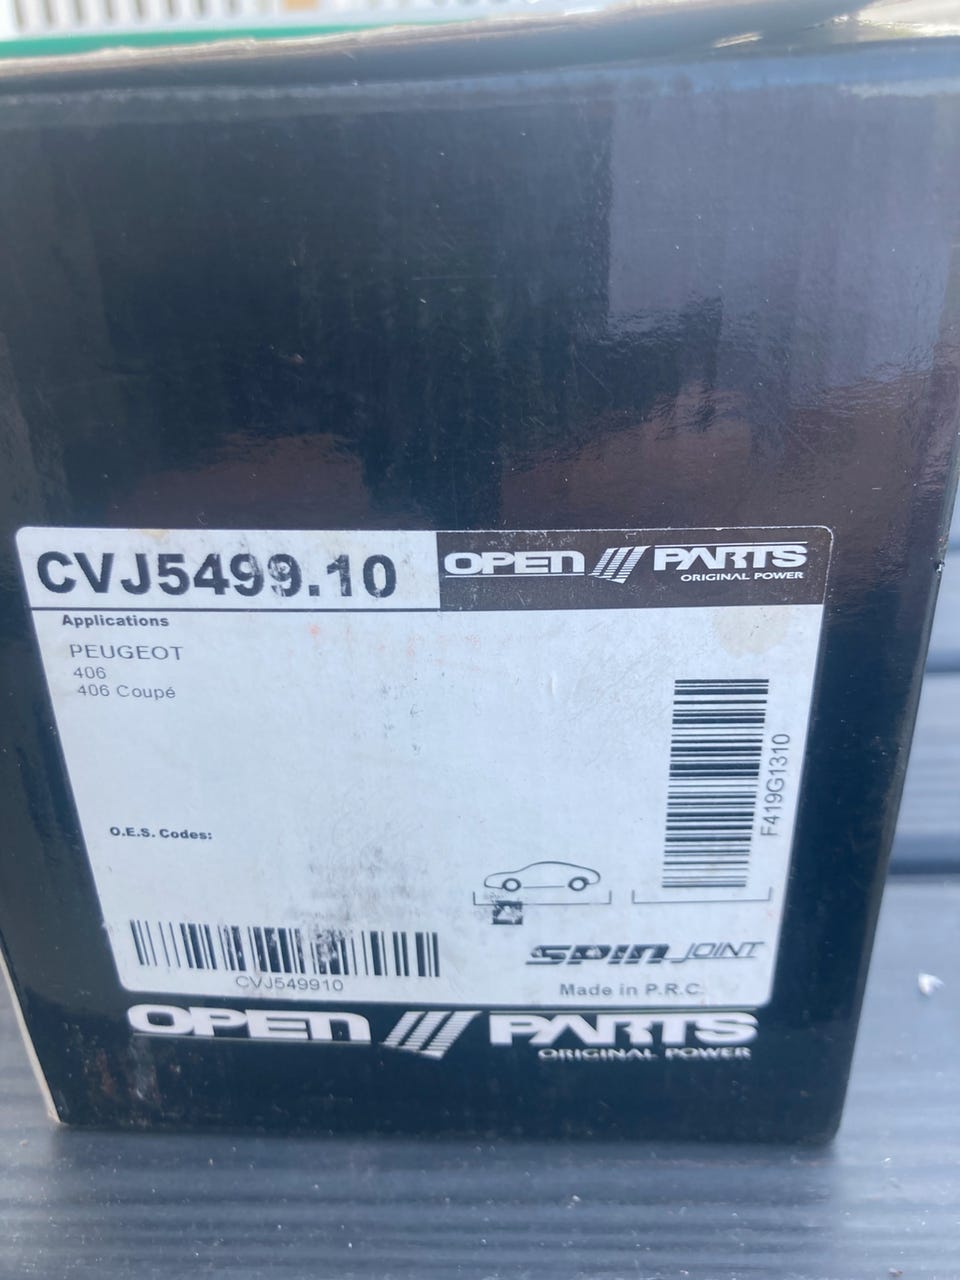 CVJ5499.10
OPEN PARTS
ORIGINAL POWER
Applications
PEUGEOT
406
406 Coupé
F419G1310
O.E.S. Codes:
CVJ549910
SPIN JOINT
Made in P.R.C.
OPEN PARTS
ORIGINAL POWER